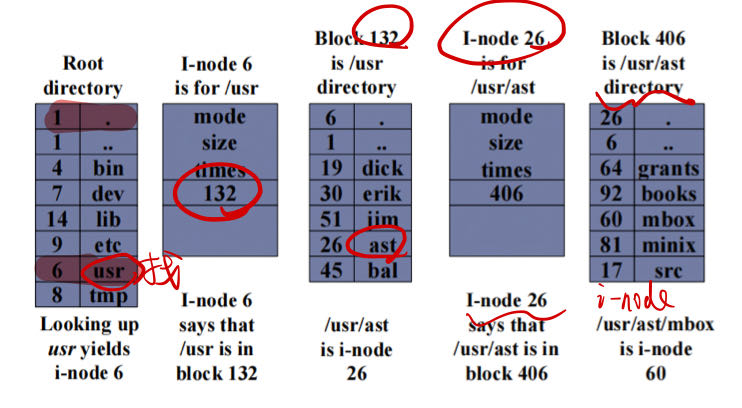 Root
directory
1 .
1 ..
4 bin
7 dev
14 lib
9 etc
6 usr 找
8 tmp
Looking up
usr yields
i-node 6
I-node 6
is for /usr
mode
size
times
132
I-node 6
says that
/usr is in
block 132
Block 132
is /usr
directory
6 .
1 ..
19 dick
30 erik
51 jim
26 ast
45 bal
/usr/ast
is i-node
26
I-node 26
is for
/usr/ast
mode
size
times
406
I-node 26
says that
/usr/ast is in
block 406
Block 406
is /usr/ast
directory
26 .
6 ..
64 grants
92 books
60 mbox
81 minix
17 src
i-node
/usr/ast/mbox
is i-node
60